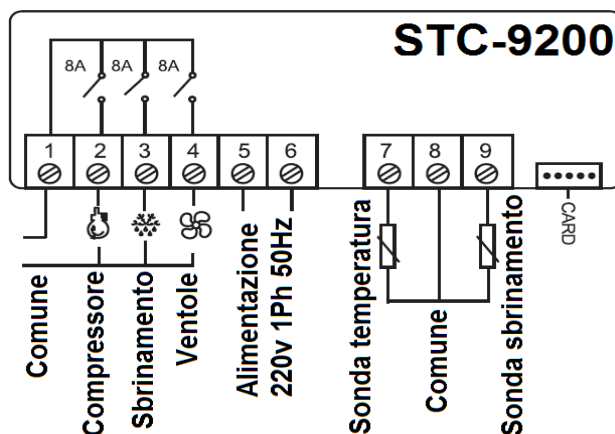 STC-9200
8A 8A 8A
1 2 3 4 5 6 7 8 9
CARD
Comune
Compressore
Sbrinamento
Ventole
Alimentazione
220v 1Ph 50Hz
Sonda temperatura
Comune
Sonda sbrinamento